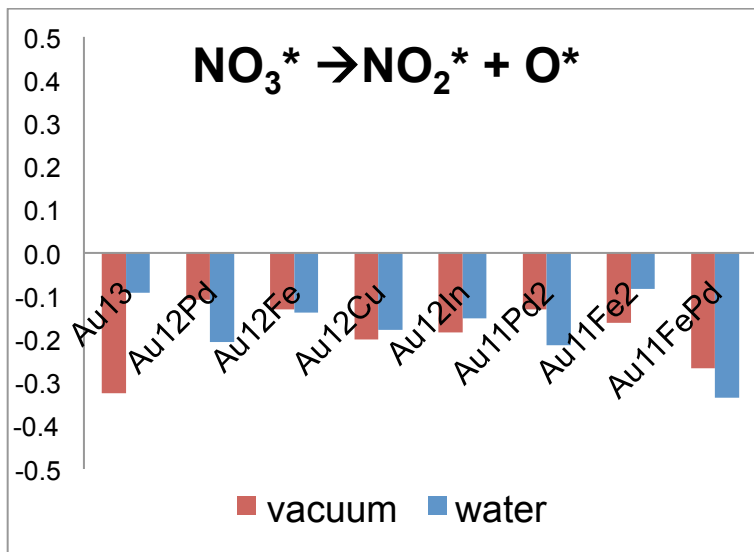 0.5
NO₃* →NO₂* + O*
0.4
0.3
0.2
0.1
0.0
-0.1
-0.2
-0.3
-0.4
-0.5
Au13
Au12Pd
Au12Fe
Au12Cu
Au12In
Au11Pd2
Au11Fe2
Au11FePd
vacuum water